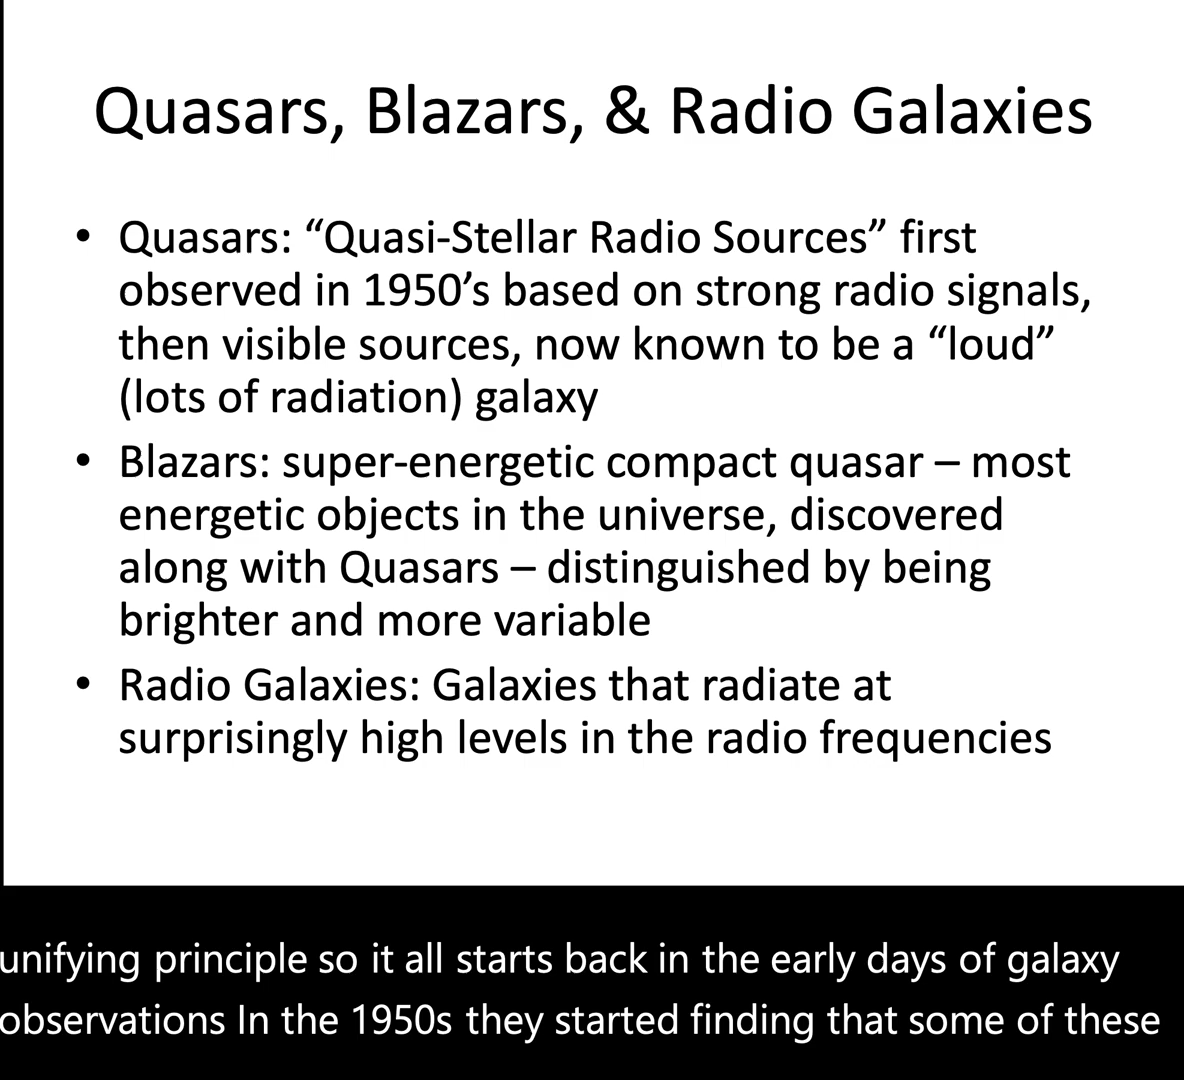 Quasars, Blazars, & Radio Galaxies
• Quasars: “Quasi-Stellar Radio Sources” first
observed in 1950’s based on strong radio signals,
then visible sources, now known to be a “loud”
(lots of radiation) galaxy
• Blazars: super-energetic compact quasar – most
energetic objects in the universe, discovered
along with Quasars – distinguished by being
brighter and more variable
• Radio Galaxies: Galaxies that radiate at
surprisingly high levels in the radio frequencies
unifying principle so it all starts back in the early days of galaxy
observations In the 1950s they started finding that some of these